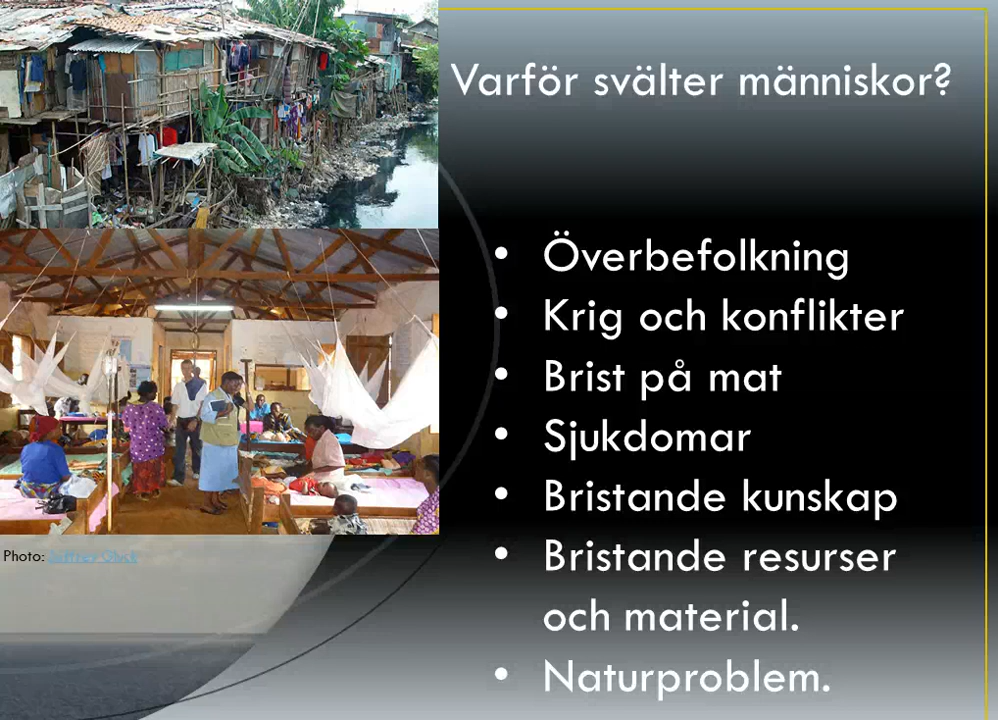 Varför svälter människor?
• Överbefolkning
• Krig och konflikter
• Brist på mat
• Sjukdomar
• Bristande kunskap
• Bristande resurser
och material.
• Naturproblem.
Photo: